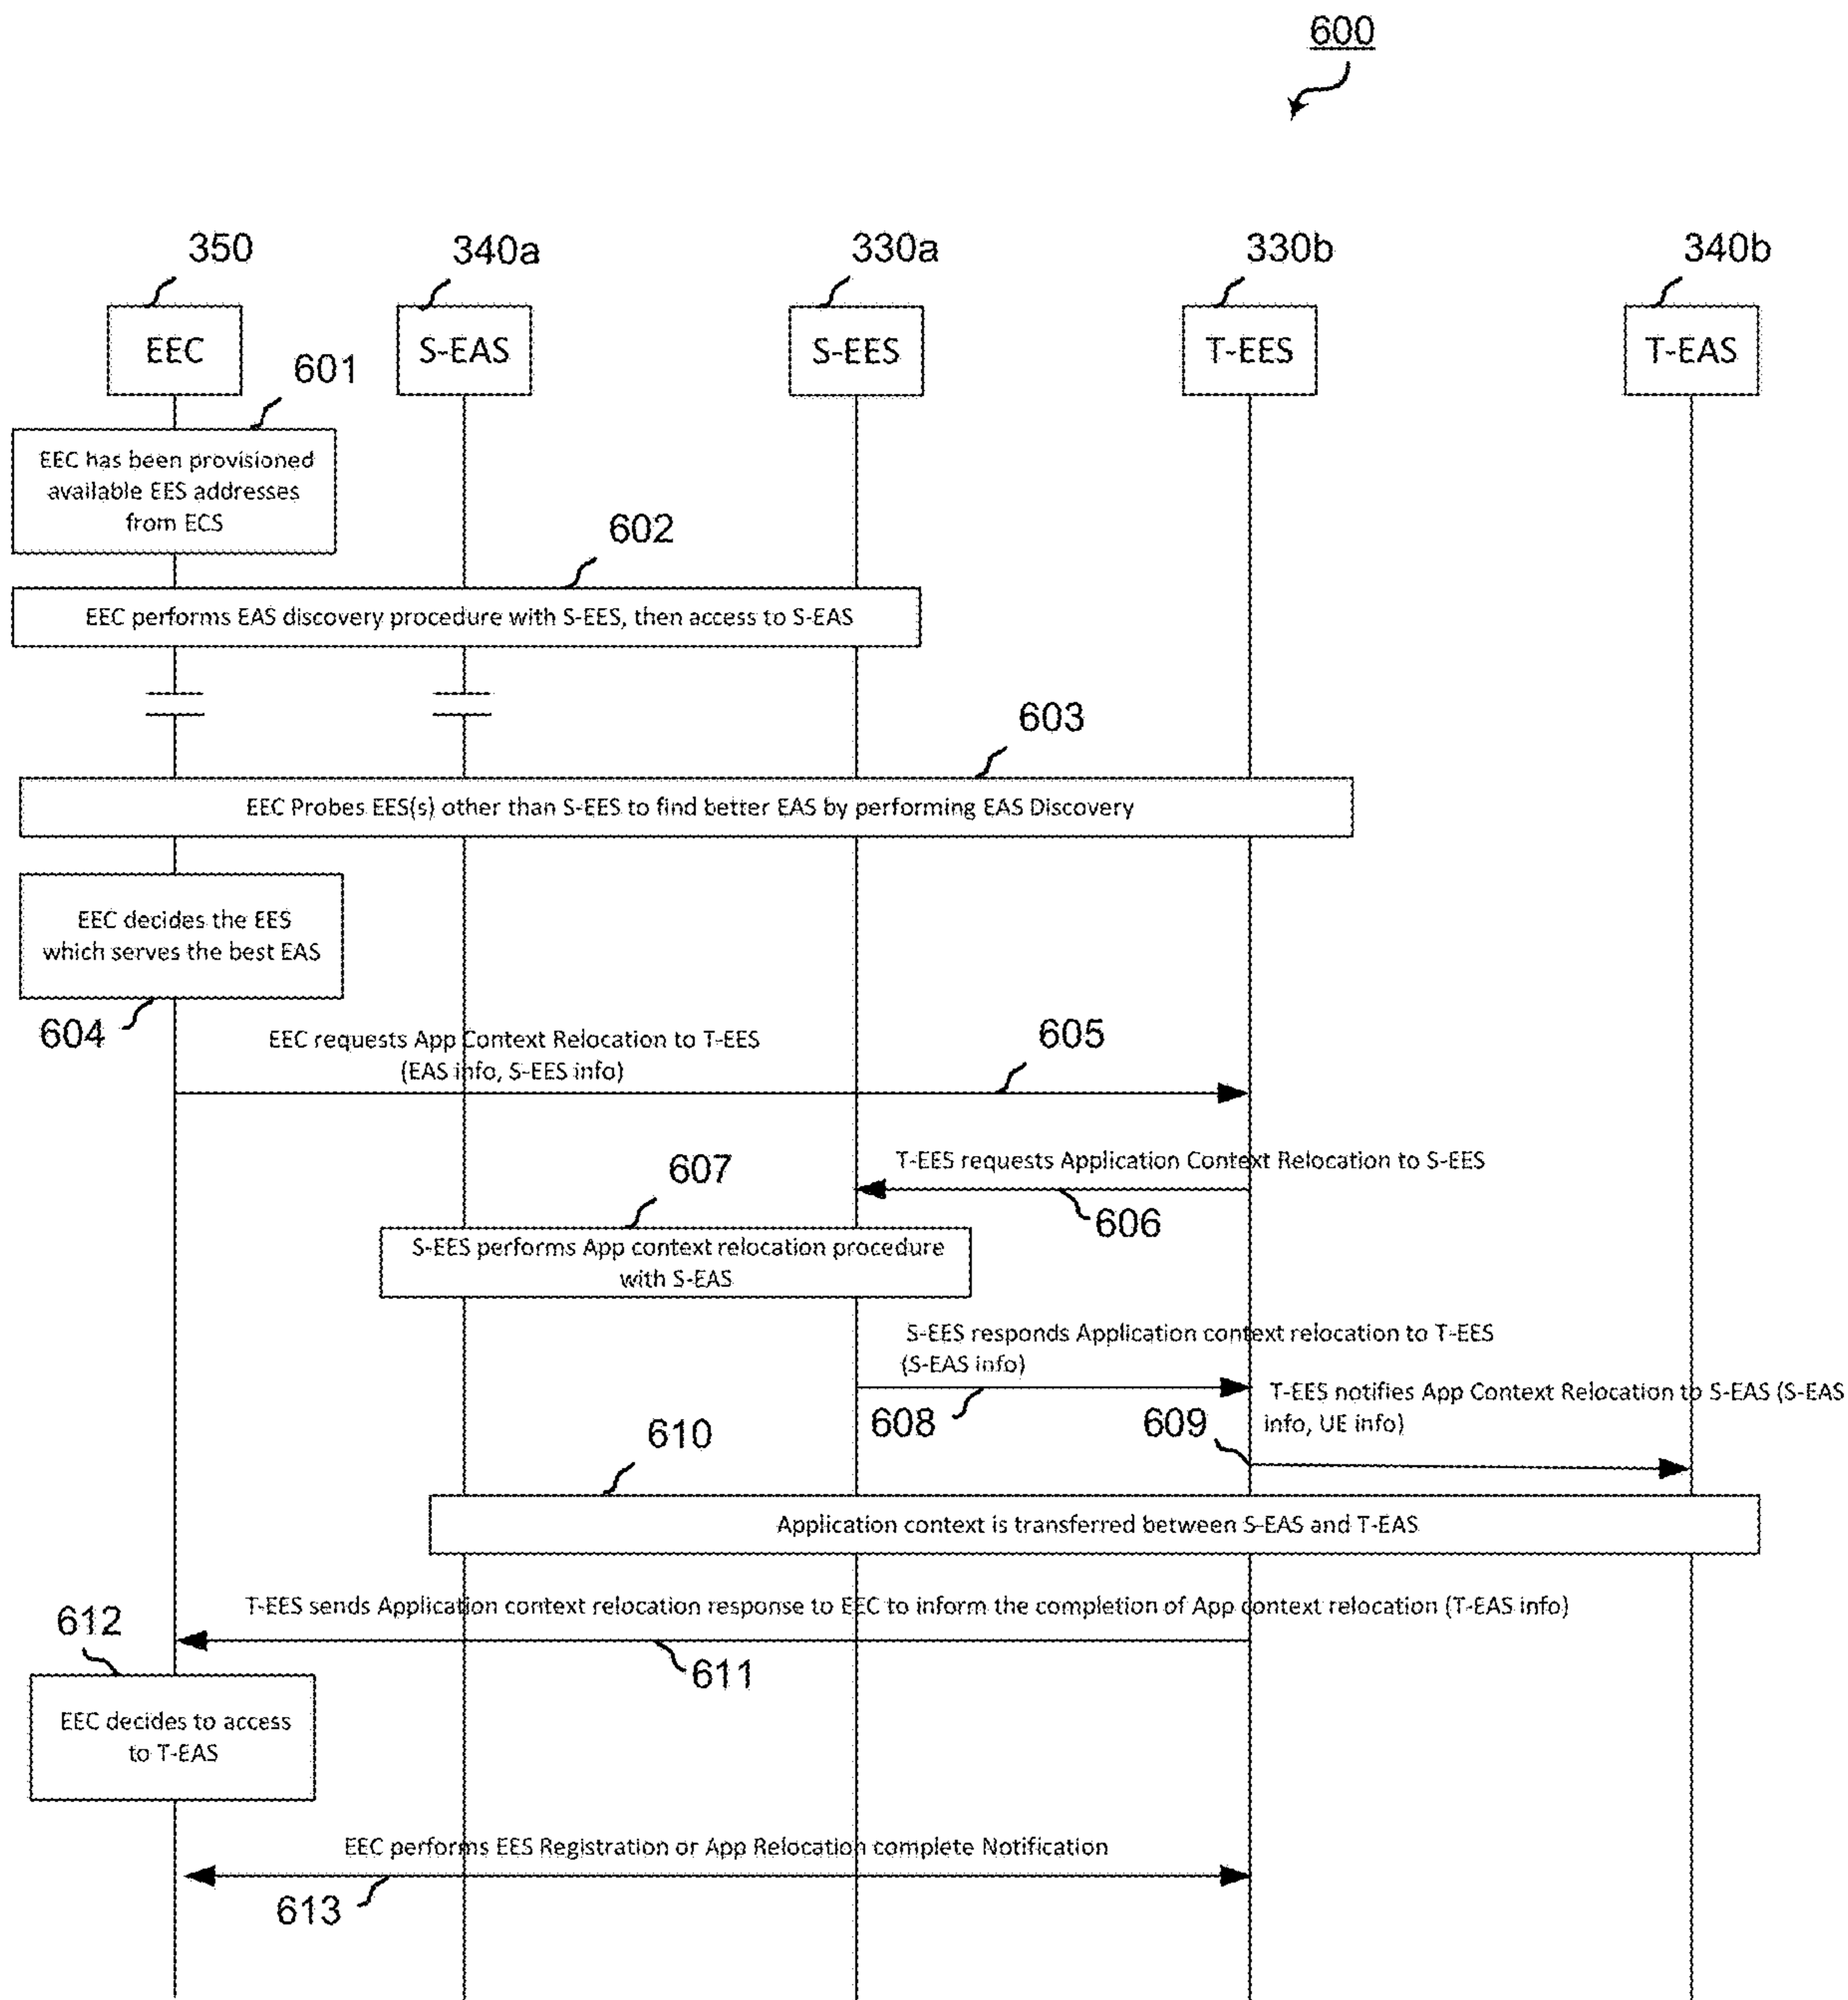 600
350
340a
330a
330b
340b
EEC
S-EAS
S-EES
T-EES
T-EAS
601
EEC has been provisioned
available EES addresses
from ECS
602
EEC performs EAS discovery procedure with S-EES, then access to S-EAS
603
EEC Probes EES(s) other than S-EES to find better EAS by performing EAS Discovery
EEC decides the EES
which serves the best EAS
604
EEC requests App Context Relocation to T-EES
(EAS info, S-EES info)
605
T-EES requests Application Context Relocation to S-EES
606
607
S-EES performs App context relocation procedure
with S-EAS
S-EES responds Application context relocation to T-EES
(S-EAS info)
608
T-EES notifies App Context Relocation to S-EAS (S-EAS
info, UE info)
609
610
Application context is transferred between S-EAS and T-EAS
T-EES sends Application context relocation response to EEC to inform the completion of App context relocation (T-EAS info)
611
612
EEC decides to access
to T-EAS
EEC performs EES Registration or App Relocation complete Notification
613